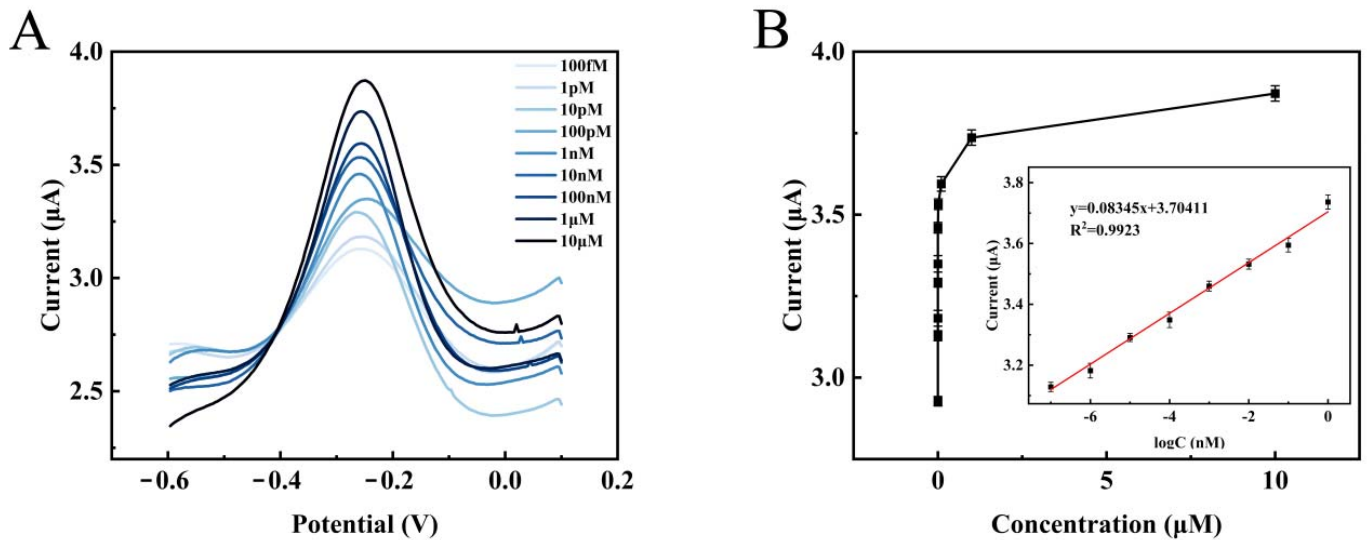 A
4.0
3.5
3.0
2.5
Current (μA)
−0.6
−0.4
−0.2
0.0
0.2
Potential (V)
100fM
1pM
10pM
100pM
1nM
10nM
100nM
1μM
10μM
B
4.0
3.5
3.0
Current (μA)
0
5
10
Concentration (μM)
y=0.08345x+3.70411
R²=0.9923
3.8
3.6
3.4
3.2
Current (μA)
-6
-4
-2
0
logC (nM)